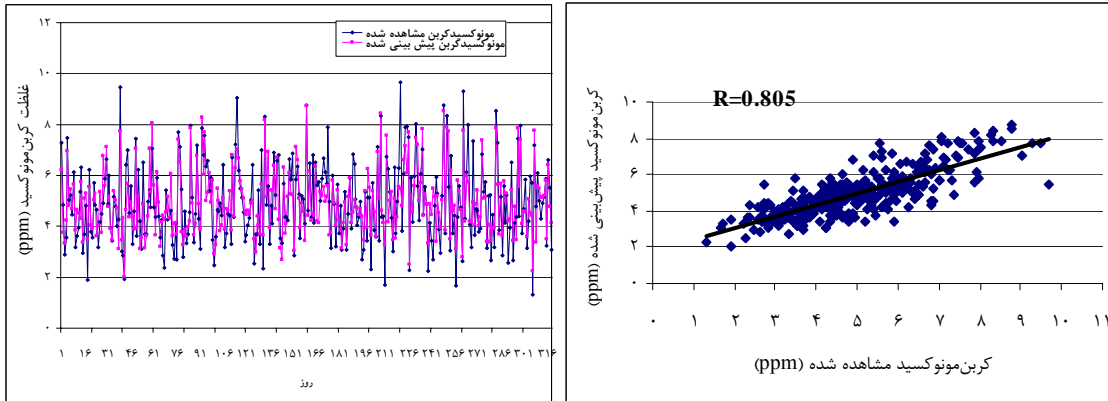 مونوکسیدکربن مشاهده شده
مونوکسیدکربن پیش بینی شده
غلظت کربن‌مونوکسید (ppm)
۱۲
۱۰
۸
۶
۴
۲
۰
۱ ۱۶ ۳۱ ۴۶ ۶۱ ۷۶ ۹۱ ۱۰۶ ۱۲۱ ۱۳۶ ۱۵۱ ۱۶۶ ۱۸۱ ۱۹۶ ۲۱۱ ۲۲۶ ۲۴۱ ۲۵۶ ۲۷۱ ۲۸۶ ۳۰۱ ۳۱۶
روز
R=0.805
کربن‌مونوکسید پیش‌بینی شده (ppm)
۱۰
۸
۶
۴
۲
۰
۰ ۱ ۲ ۳ ۴ ۵ ۶ ۷ ۸ ۹ ۱۰ ۱۱
کربن‌مونوکسید مشاهده شده (ppm)